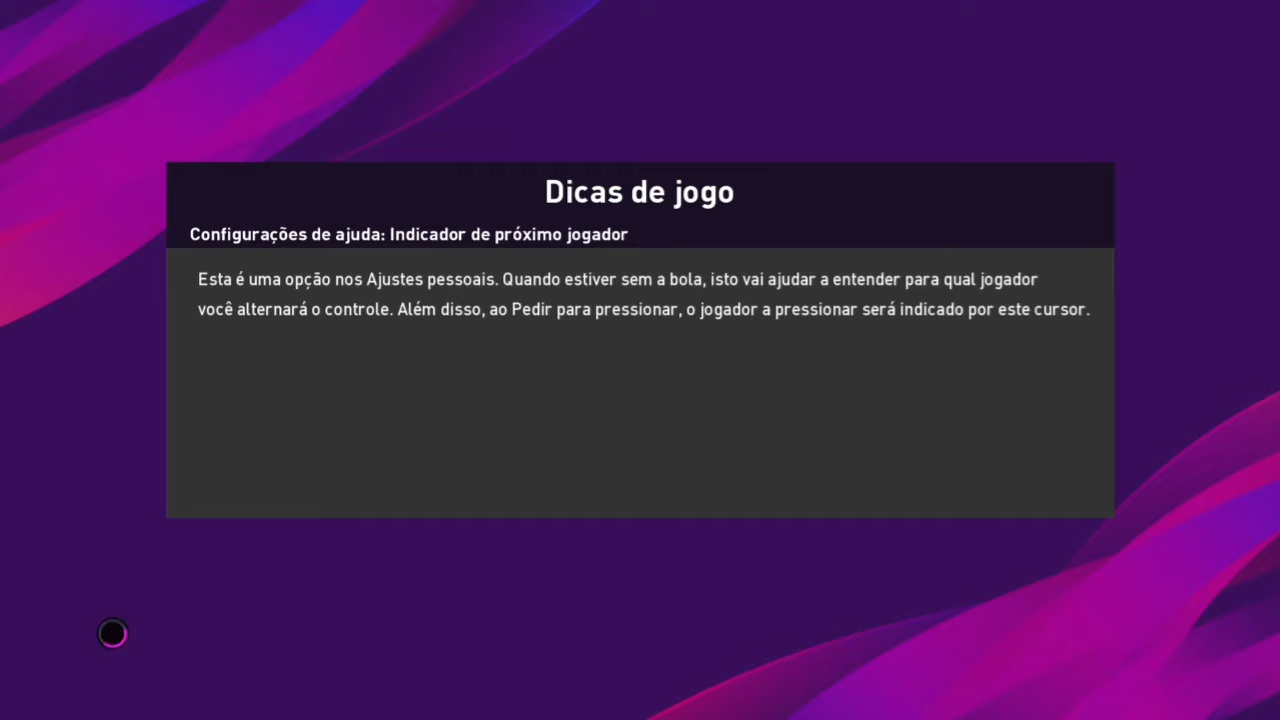 Dicas de jogo
Configurações de ajuda: Indicador de próximo jogador
Esta é uma opção nos Ajustes pessoais. Quando estiver sem a bola, isto vai ajudar a entender para qual jogador
você alternará o controle. Além disso, ao Pedir para pressionar, o jogador a pressionar será indicado por este cursor.